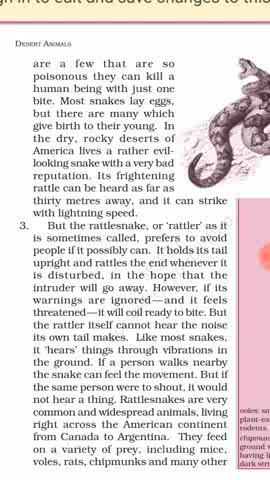 Desert Animals
are a few that are so
poisonous they can kill a
human being with just one
bite. Most snakes lay eggs,
but there are many which
give birth to their young. In
the dry, rocky deserts of
America lives a rather evil-
looking snake with a very bad
reputation. Its frightening
rattle can be heard as far as
thirty metres away, and it can strike
with lightning speed.
3. But the rattlesnake, or ‘rattler’ as it
is sometimes called, prefers to avoid
people if it possibly can. It holds its tail
upright and rattles the end whenever it
is disturbed, in the hope that the
intruder will go away. However, if its
warnings are ignored—and it feels
threatened—it will coil ready to bite. But
the rattler itself cannot hear the noise
its own tail makes. Like most snakes,
it ‘hears’ things through vibrations in
the ground. If a person walks nearby
the snake can feel the movement. But if
the same person were to shout, it would
not hear a thing. Rattlesnakes are very
common and widespread animals, living
right across the American continent
from Canada to Argentina. They feed
on a variety of prey, including mice,
voles, rats, chipmunks and many other
voles:
plant-ea
rodents.
chipmun
ground
having li
dark stri